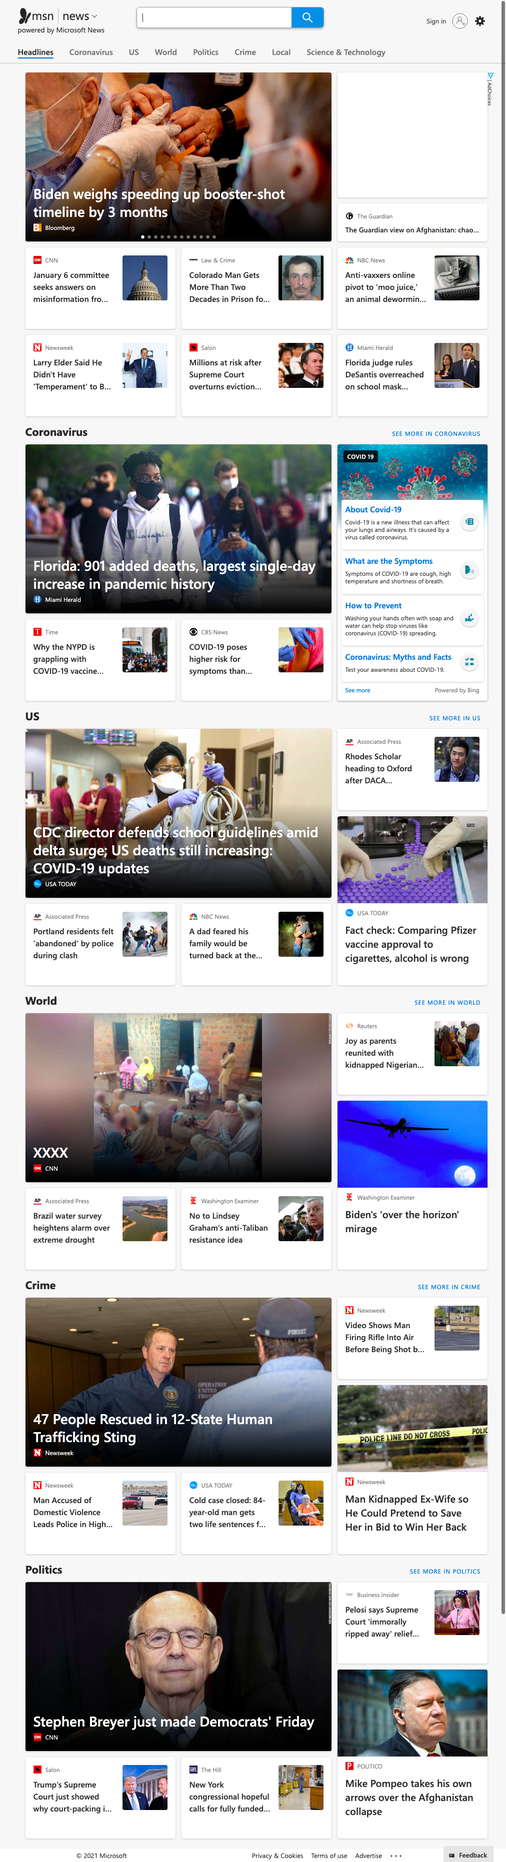 msn | news
powered by Microsoft News
Sign in
Headlines Coronavirus US World Politics Crime Local Science & Technology
Biden weighs speeding up booster-shot
timeline by 3 months
Bloomberg
AdChoices
The Guardian
The Guardian view on Afghanistan: chao...
CNN
January 6 committee
seeks answers on
misinformation fro...
Law & Crime
Colorado Man Gets
More Than Two
Decades in Prison fo...
NBC News
Anti-vaxxers online
pivot to 'moo juice,'
an animal dewormin...
Newsweek
Larry Elder Said He
Didn't Have
'Temperament' to B...
Salon
Millions at risk after
Supreme Court
overturns eviction...
Miami Herald
Florida judge rules
DeSantis overreached
on school mask...
Coronavirus
SEE MORE IN CORONAVIRUS
Florida: 901 added deaths, largest single-day
increase in pandemic history
Miami Herald
COVID 19
About Covid-19
Covid-19 is a new illness that can affect
your lungs and airways. It's caused by a
virus called coronavirus.
What are the Symptoms
Symptoms of COVID-19 are cough, high
temperature and shortness of breath.
How to Prevent
Washing your hands often with soap and
water can help stop viruses like
coronavirus (COVID-19) spreading.
Coronavirus: Myths and Facts
Test your awareness about COVID-19.
See more
Powered by Bing
Time
Why the NYPD is
grappling with
COVID-19 vaccine...
CBS News
COVID-19 poses
higher risk for
symptoms than...
US
SEE MORE IN US
CDC director defends school guidelines amid
delta surge; US deaths still increasing:
COVID-19 updates
USA TODAY
Associated Press
Rhodes Scholar
heading to Oxford
after DACA...
USA TODAY
Fact check: Comparing Pfizer
vaccine approval to
cigarettes, alcohol is wrong
Associated Press
Portland residents felt
'abandoned' by police
during clash
NBC News
A dad feared his
family would be
turned back at the...
World
SEE MORE IN WORLD
XXXX
CNN
Reuters
Joy as parents
reunited with
kidnapped Nigerian...
Washington Examiner
Biden's 'over the horizon'
mirage
Associated Press
Brazil water survey
heightens alarm over
extreme drought
Washington Examiner
No to Lindsey
Graham's anti-Taliban
resistance idea
Crime
SEE MORE IN CRIME
47 People Rescued in 12-State Human
Trafficking Sting
Newsweek
Newsweek
Video Shows Man
Firing Rifle Into Air
Before Being Shot b...
POLICE LINE DO NOT CROSS
Newsweek
Man Kidnapped Ex-Wife so
He Could Pretend to Save
Her in Bid to Win Her Back
Newsweek
Man Accused of
Domestic Violence
Leads Police in High...
USA TODAY
Cold case closed: 84-
year-old man gets
two life sentences f...
Politics
SEE MORE IN POLITICS
Stephen Breyer just made Democrats' Friday
CNN
Business Insider
Pelosi says Supreme
Court 'immorally
ripped away' relief...
POLITICO
Mike Pompeo takes his own
arrows over the Afghanistan
collapse
Salon
Trump's Supreme
Court just showed
why court-packing i...
The Hill
New York
congressional hopeful
calls for fully funded...
© 2021 Microsoft
Privacy & Cookies Terms of use Advertise ...
Feedback